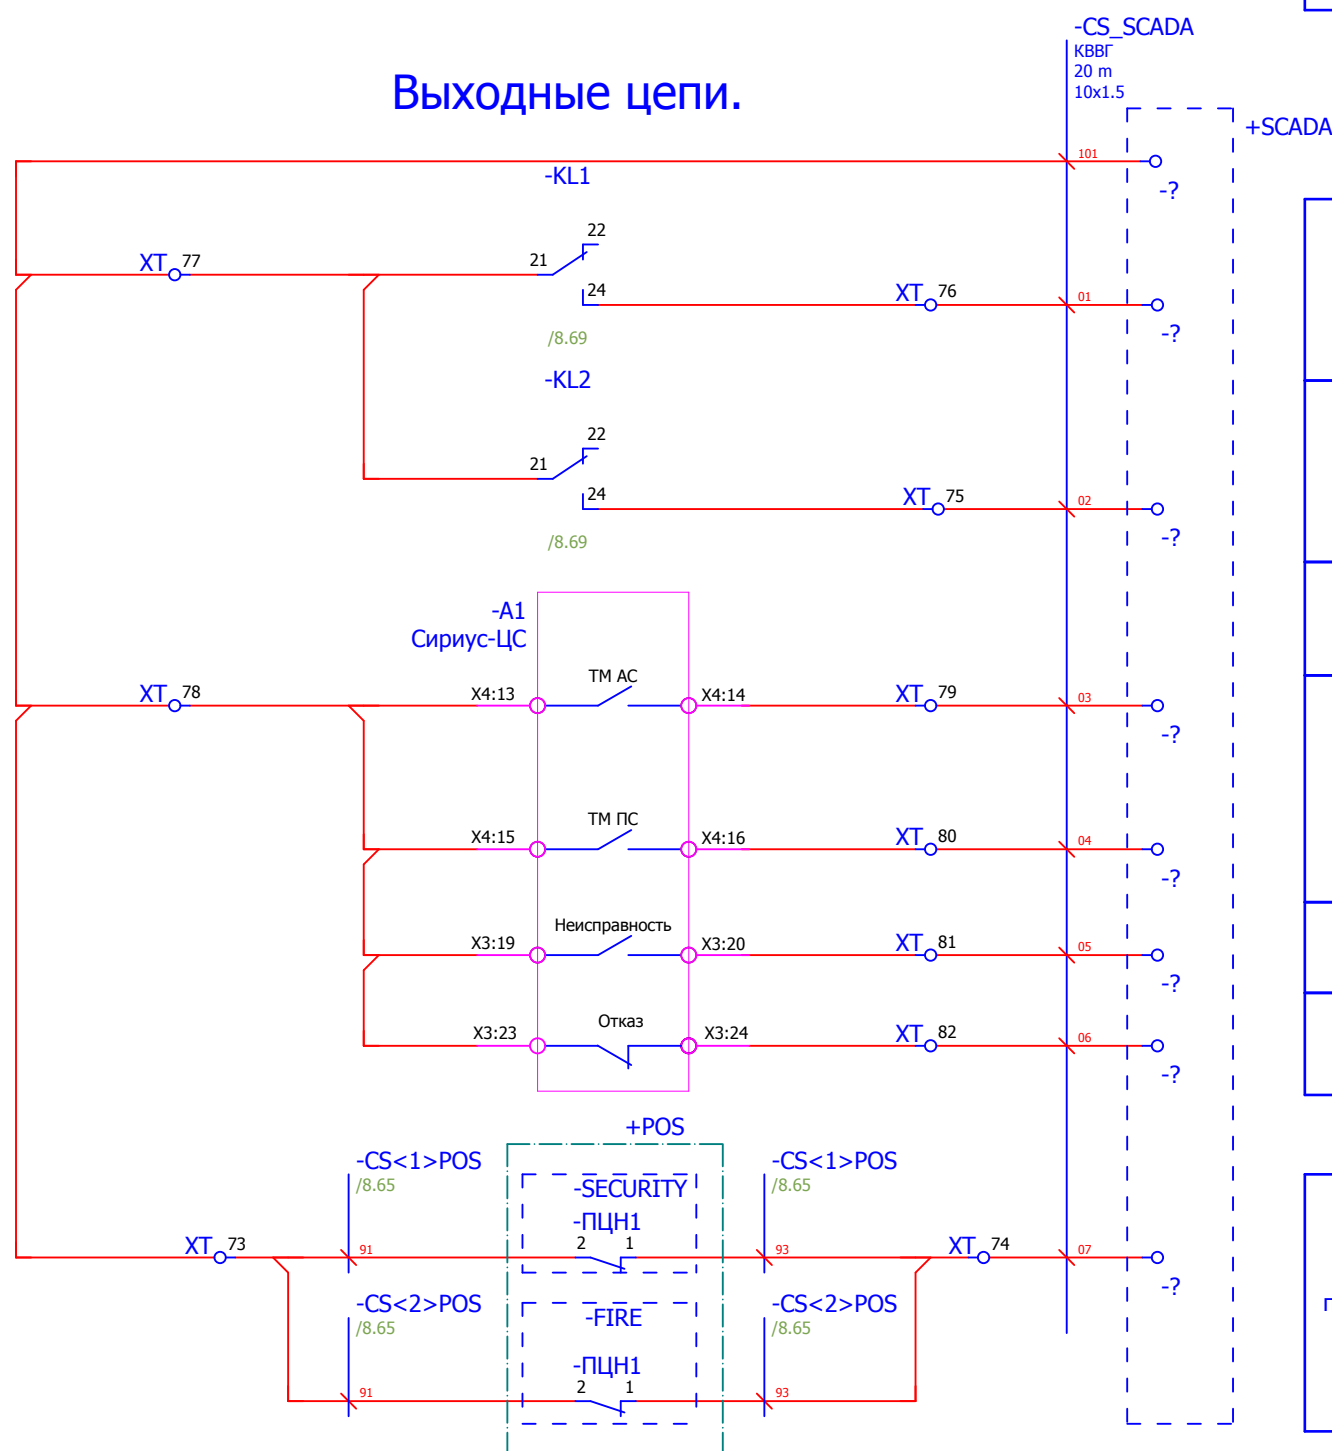 -CS_SCADA
КВВГ
20 m
10x1.5
Выходные цепи.
+SCADA
101
-KL1
-?
22
XT 77
21
24
XT 76
01
-?
/8.69
-KL2
22
21
24
XT 75
02
-?
/8.69
-A1
Сириус-ЦС
ТМ АС
XT 78
X4:13
X4:14
XT 79
03
-?
ТМ ПС
X4:15
X4:16
XT 80
04
-?
Неисправность
X3:19
X3:20
XT 81
05
-?
Отказ
X3:23
X3:24
XT 82
06
-?
+POS
-CS<1>POS
/8.65
-SECURITY
-CS<1>POS
/8.65
-ПЦН1
XT 73
91
2 1
93
XT 74
07
-?
-CS<2>POS
/8.65
-FIRE
-CS<2>POS
/8.65
-ПЦН1
91
2 1
93